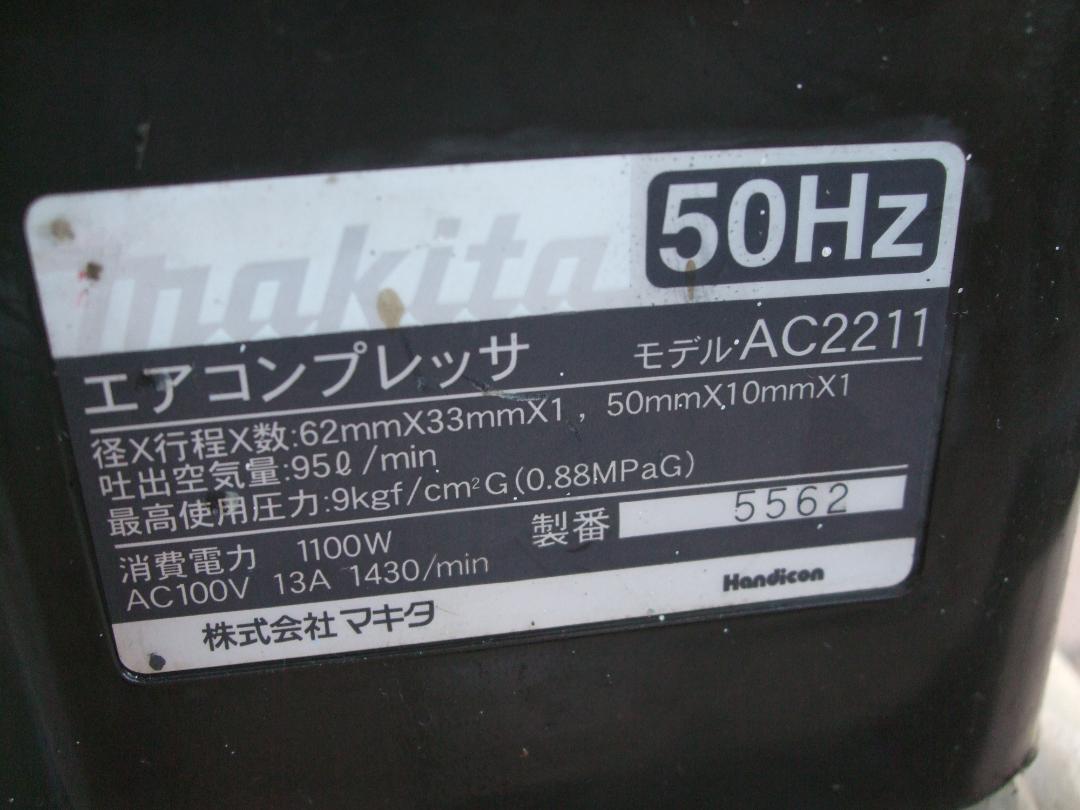 makita
50Hz
エアコンプレッサ モデル AC2211
径X行程X数:62mmX33mmX1 , 50mmX10mmX1
吐出空気量:95ℓ/min
最高使用圧力:9kgf/cm²G(0.88MPaG)
消費電力 1100W 製番 5562
AC100V 13A 1430/min
株式会社マキタ Handicon